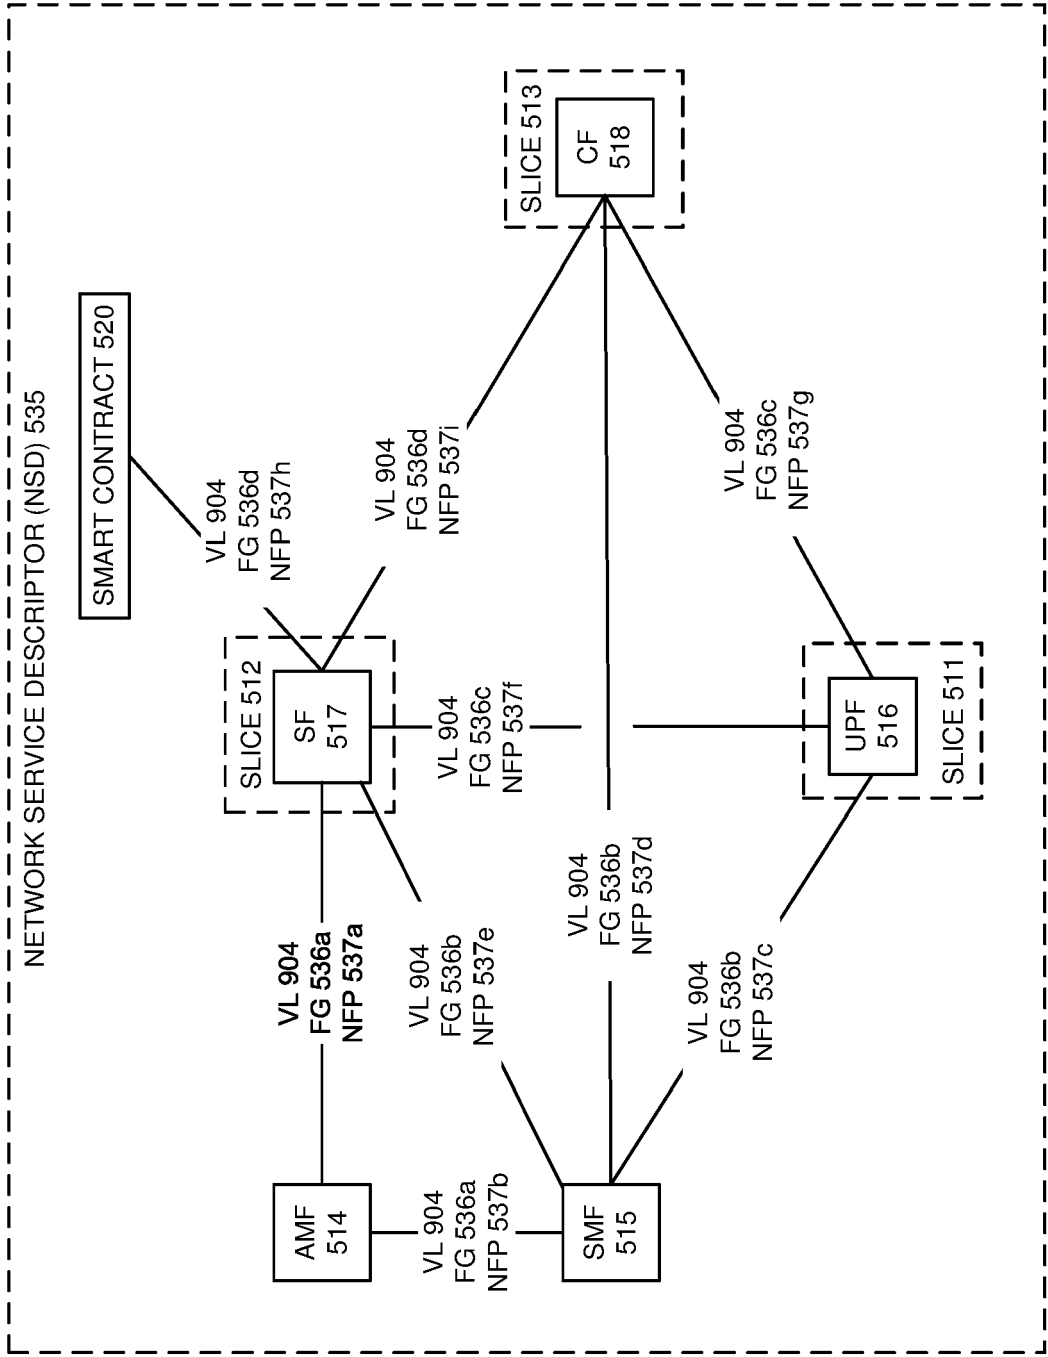 NETWORK SERVICE DESCRIPTOR (NSD) 535
SMART CONTRACT 520
VL 904
FG 536d
NFP 537h
SLICE 512
SF
517
AMF
514
VL 904
FG 536a
NFP 537a
VL 904
FG 536d
NFP 537i
VL 904
FG 536a
NFP 537b
VL 904
FG 536b
NFP 537e
VL 904
FG 536c
NFP 537f
SLICE 513
CF
518
SMF
515
VL 904
FG 536b
NFP 537d
VL 904
FG 536b
NFP 537c
VL 904
FG 536c
NFP 537g
UPF
516
SLICE 511